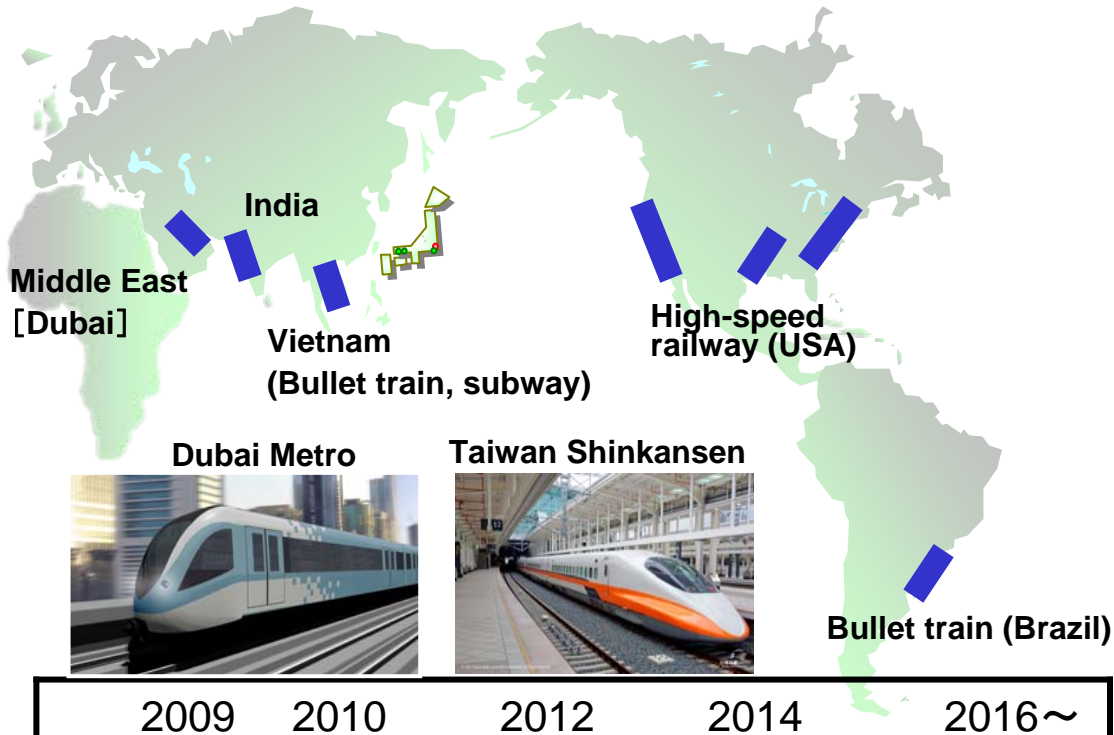 India
Middle East
［Dubai］
Vietnam
(Bullet train, subway)
High-speed
railway (USA)
Dubai Metro
Taiwan Shinkansen
Bullet train (Brazil)
2009 2010 2012 2014 2016～